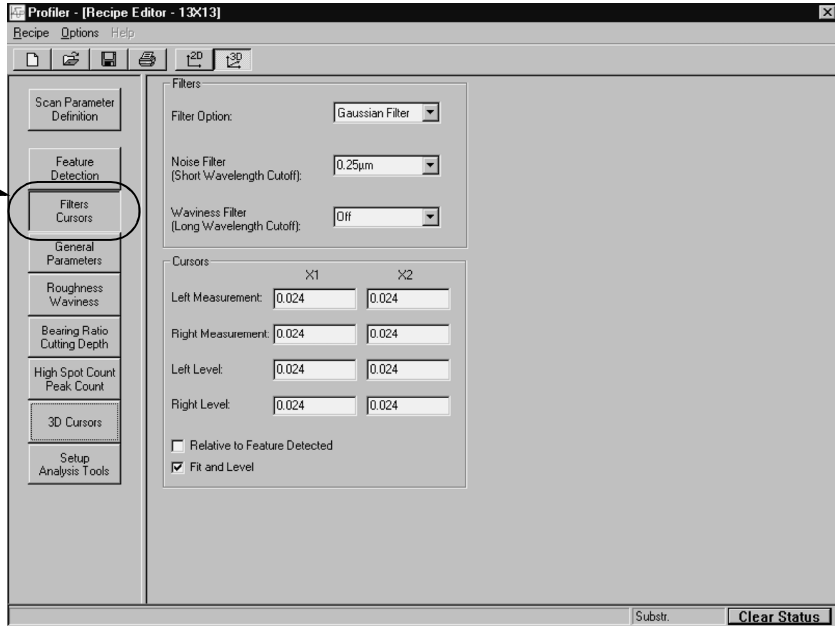 Profiler - [Recipe Editor - 13X13]
Recipe Options Help
2D 3D
Scan Parameter
Definition
Feature
Detection
Filters
Cursors
General
Parameters
Roughness
Waviness
Bearing Ratio
Cutting Depth
High Spot Count
Peak Count
3D Cursors
Setup
Analysis Tools
Filters
Filter Option: Gaussian Filter
Noise Filter
(Short Wavelength Cutoff): 0.25µm
Waviness Filter
(Long Wavelength Cutoff): Off
Cursors
X1 X2
Left Measurement: 0.024 0.024
Right Measurement: 0.024 0.024
Left Level: 0.024 0.024
Right Level: 0.024 0.024
Relative to Feature Detected
Fit and Level
Substr. Clear Status